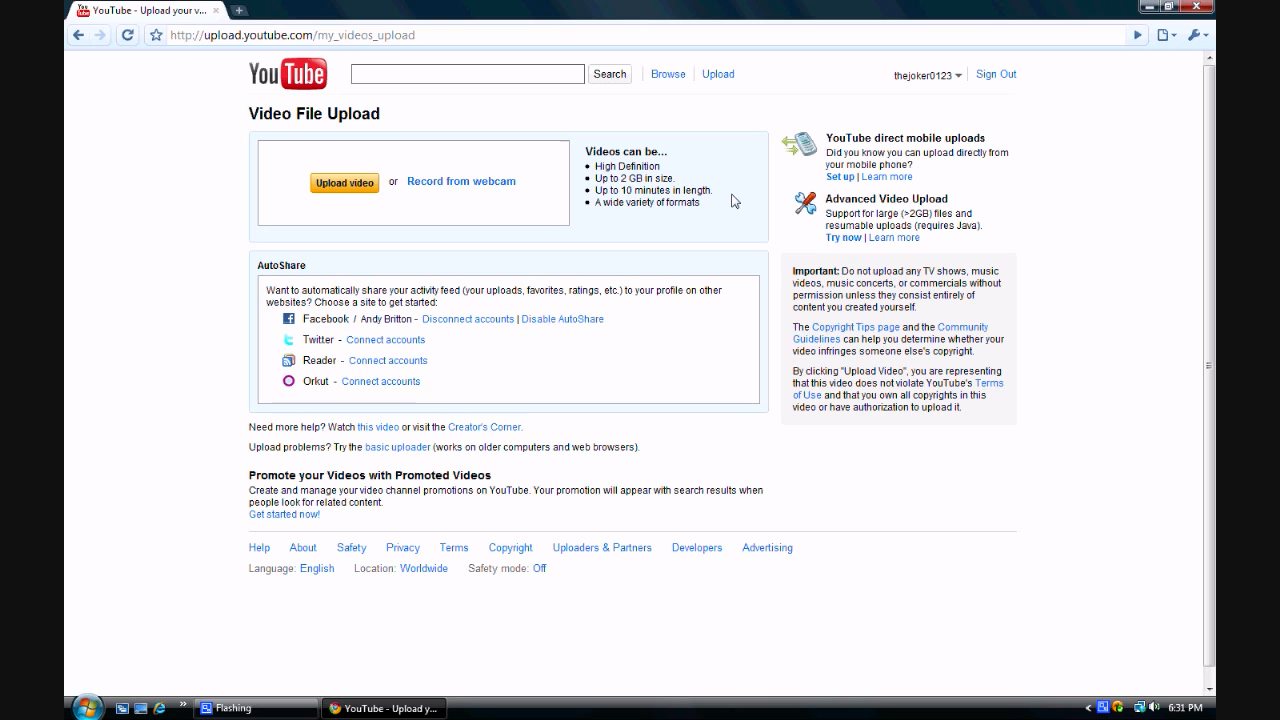 YouTube - Upload your v...
http://upload.youtube.com/my_videos_upload
YouTube
Search
Browse
Upload
thejoker0123
Sign Out
Video File Upload
Upload video or Record from webcam
Videos can be...
High Definition
Up to 2 GB in size.
Up to 10 minutes in length.
A wide variety of formats
YouTube direct mobile uploads
Did you know you can upload directly from
your mobile phone?
Set up | Learn more
Advanced Video Upload
Support for large (>2GB) files and
resumable uploads (requires Java).
Try now | Learn more
AutoShare
Want to automatically share your activity feed (your uploads, favorites, ratings, etc.) to your profile on other
websites? Choose a site to get started:
Facebook / Andy Britton - Disconnect accounts | Disable AutoShare
Twitter - Connect accounts
Reader - Connect accounts
Orkut - Connect accounts
Important: Do not upload any TV shows, music
videos, music concerts, or commercials without
permission unless they consist entirely of
content you created yourself.
The Copyright Tips page and the Community
Guidelines can help you determine whether your
video infringes someone else's copyright.
By clicking "Upload Video", you are representing
that this video does not violate YouTube's Terms
of Use and that you own all copyrights in this
video or have authorization to upload it.
Need more help? Watch this video or visit the Creator's Corner.
Upload problems? Try the basic uploader (works on older computers and web browsers).
Promote your Videos with Promoted Videos
Create and manage your video channel promotions on YouTube. Your promotion will appear with search results when
people look for related content.
Get started now!
Help About Safety Privacy Terms Copyright Uploaders & Partners Developers Advertising
Language: English Location: Worldwide Safety mode: Off
Flashing
YouTube - Upload y...
6:31 PM